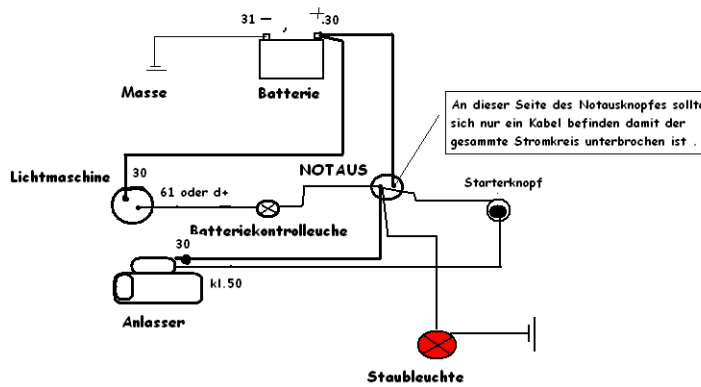 31 — , + .30
Masse
Batterie
An dieser Seite des Notausknopfes sollte
sich nur ein Kabel befinden damit der
gesammte Stromkreis unterbrochen ist .
Lichtmaschine
30
NOTAUS
Starterknopf
61 oder d+
Batteriekontrolleuche
30
kl.50
Anlasser
Staubleuchte